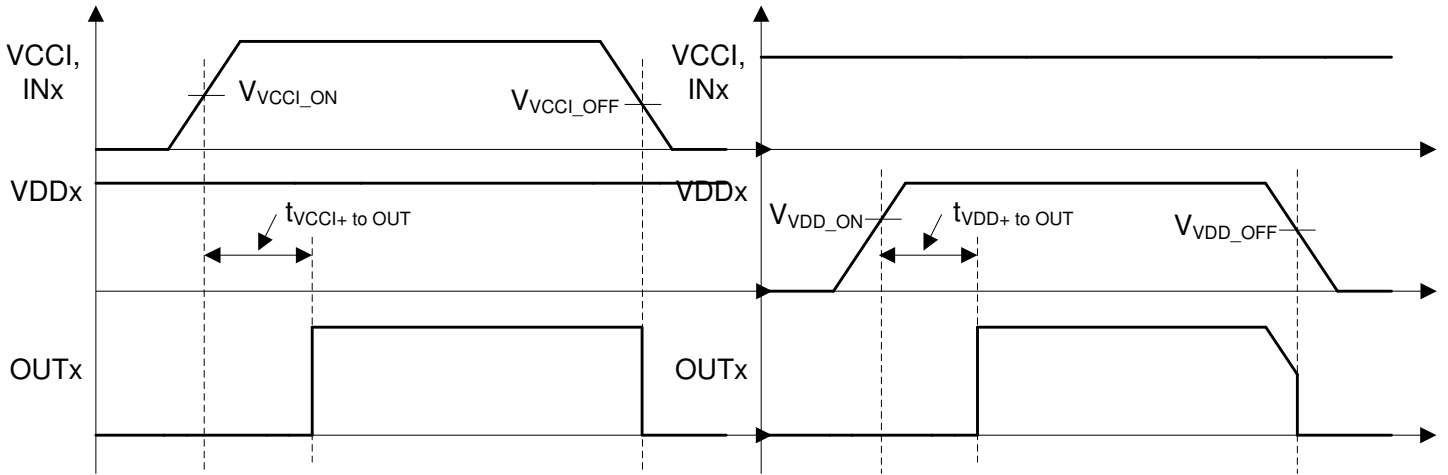 VCCI,
INx
VVCCI_ON
VVCCI_OFF
VDDx
tVCCI+ to OUT
OUTx
VCCI,
INx
VDDx
VVDD_ON
tVDD+ to OUT
VVDD_OFF
OUTx